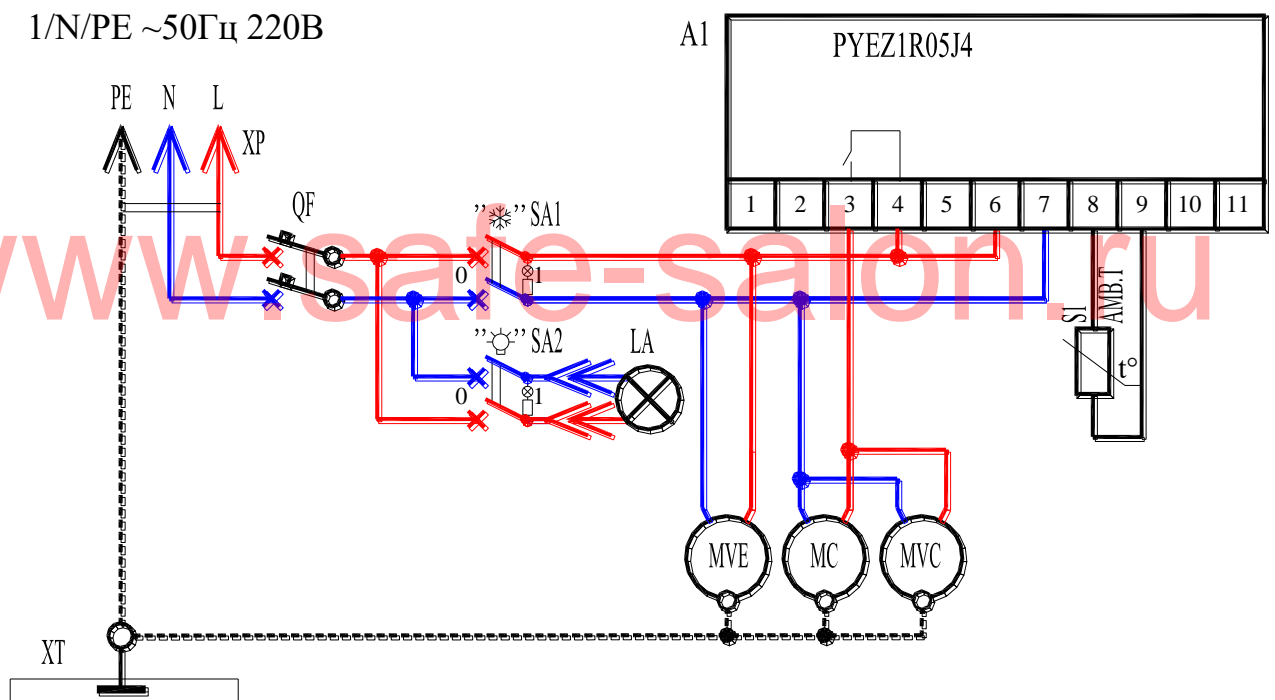 1/N/PE ~50Гц 220В
A1
PYEZ1R05J4
PE N L
XP
QF
"❄" SA1
1 2 3 4 5 6 7 8 9 10 11
0 1
www.safe-salon.ru
S1
AMB.T
t°
" " SA2
LA
0 1
MVE MC MVC
XT